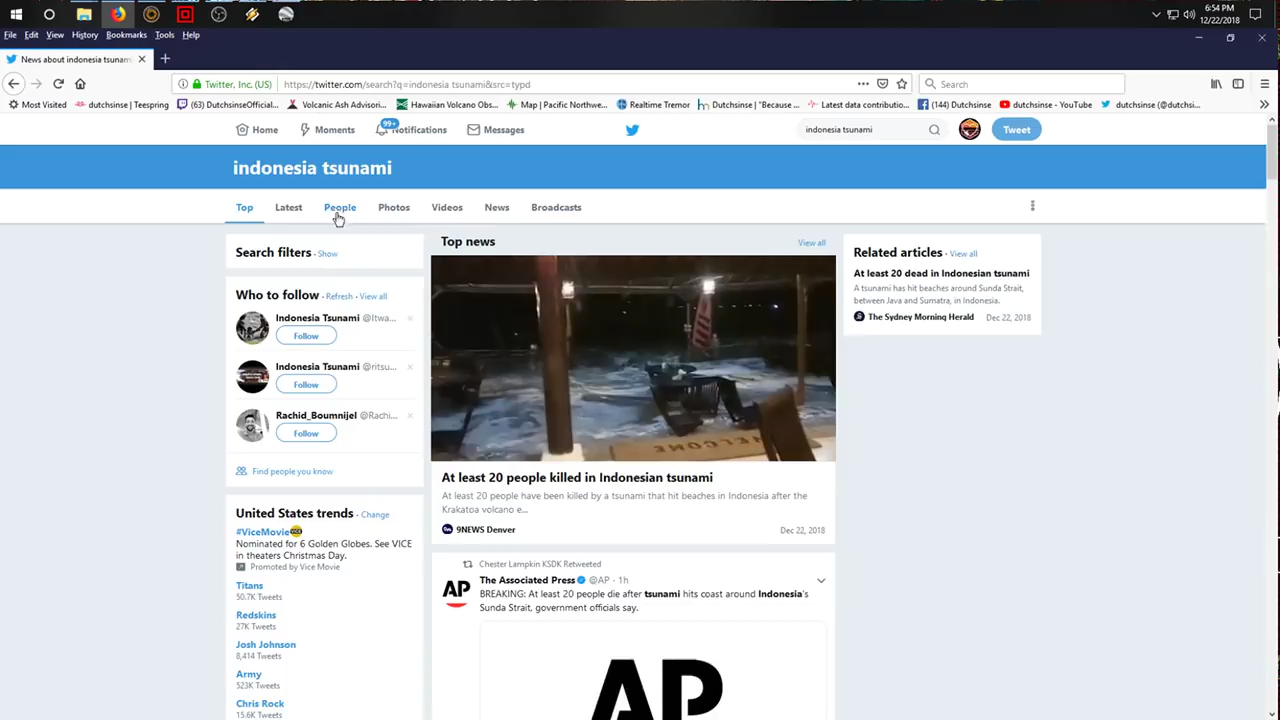 6:54 PM
12/22/2018
File Edit View History Bookmarks Tools Help
News about indonesia tsunam
Twitter, Inc. (US) https://twitter.com/search?q=indonesia tsunami&src=typd Search
Most Visited dutchsinse | Teespring (63) DutchsinseOfficial... Volcanic Ash Advisori... Hawaiian Volcano Obs... Map | Pacific Northwe... Realtime Tremor Dutchsinse | "Because ... Latest data contributio... (144) Dutchsinse dutchsinse - YouTube dutchsinse (@dutchsi...
Home Moments 99+ Notifications Messages indonesia tsunami Tweet
indonesia tsunami
Top Latest People Photos Videos News Broadcasts
Search filters · Show
Who to follow · Refresh · View all
Indonesia Tsunami @Itwa...
Follow
Indonesia Tsunami @ritsu...
Follow
Rachid_Boumnijel @Rachi...
Follow
Find people you know
United States trends · Change
#ViceMovie
Nominated for 6 Golden Globes. See VICE
in theaters Christmas Day.
Promoted by Vice Movie
Titans
50.7K Tweets
Redskins
27K Tweets
Josh Johnson
8,414 Tweets
Army
523K Tweets
Chris Rock
15.6K Tweets
Top news View all
WELCOME
At least 20 people killed in Indonesian tsunami
At least 20 people have been killed by a tsunami that hit beaches in Indonesia after the
Krakatoa volcano e...
9NEWS Denver Dec 22, 2018
Chester Lampkin KSDK Retweeted
AP The Associated Press @AP · 1h
BREAKING: At least 20 people die after tsunami hits coast around Indonesia's
Sunda Strait, government officials say.
AP
Related articles · View all
At least 20 dead in Indonesian tsunami
A tsunami has hit beaches around Sunda Strait,
between Java and Sumatra, in Indonesia.
The Sydney Morning Herald Dec 22, 2018